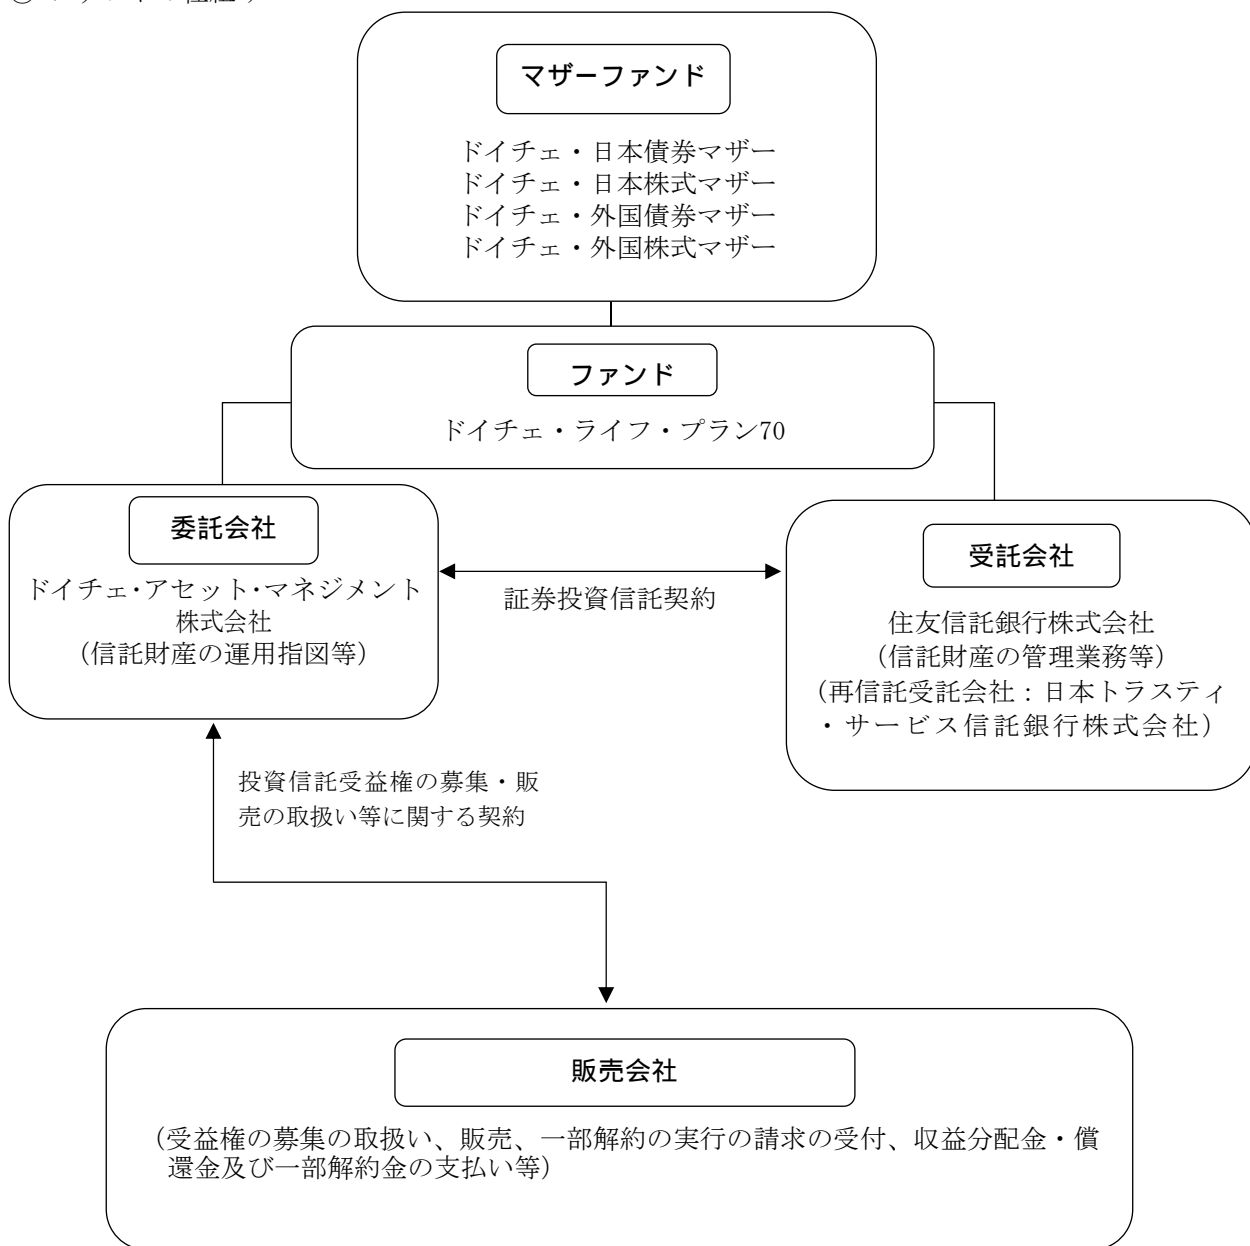 マザーファンド
ドイチェ・日本債券マザー
ドイチェ・日本株式マザー
ドイチェ・外国債券マザー
ドイチェ・外国株式マザー
ファンド
ドイチェ・ライフ・プラン70
委託会社
ドイチェ・アセット・マネジメント
株式会社
（信託財産の運用指図等）
証券投資信託契約
受託会社
住友信託銀行株式会社
（信託財産の管理業務等）
（再信託受託会社：日本トラスティ
・サービス信託銀行株式会社）
投資信託受益権の募集・販
売の取扱い等に関する契約
販売会社
（受益権の募集の取扱い、販売、一部解約の実行の請求の受付、収益分配金・償
還金及び一部解約金の支払い等）